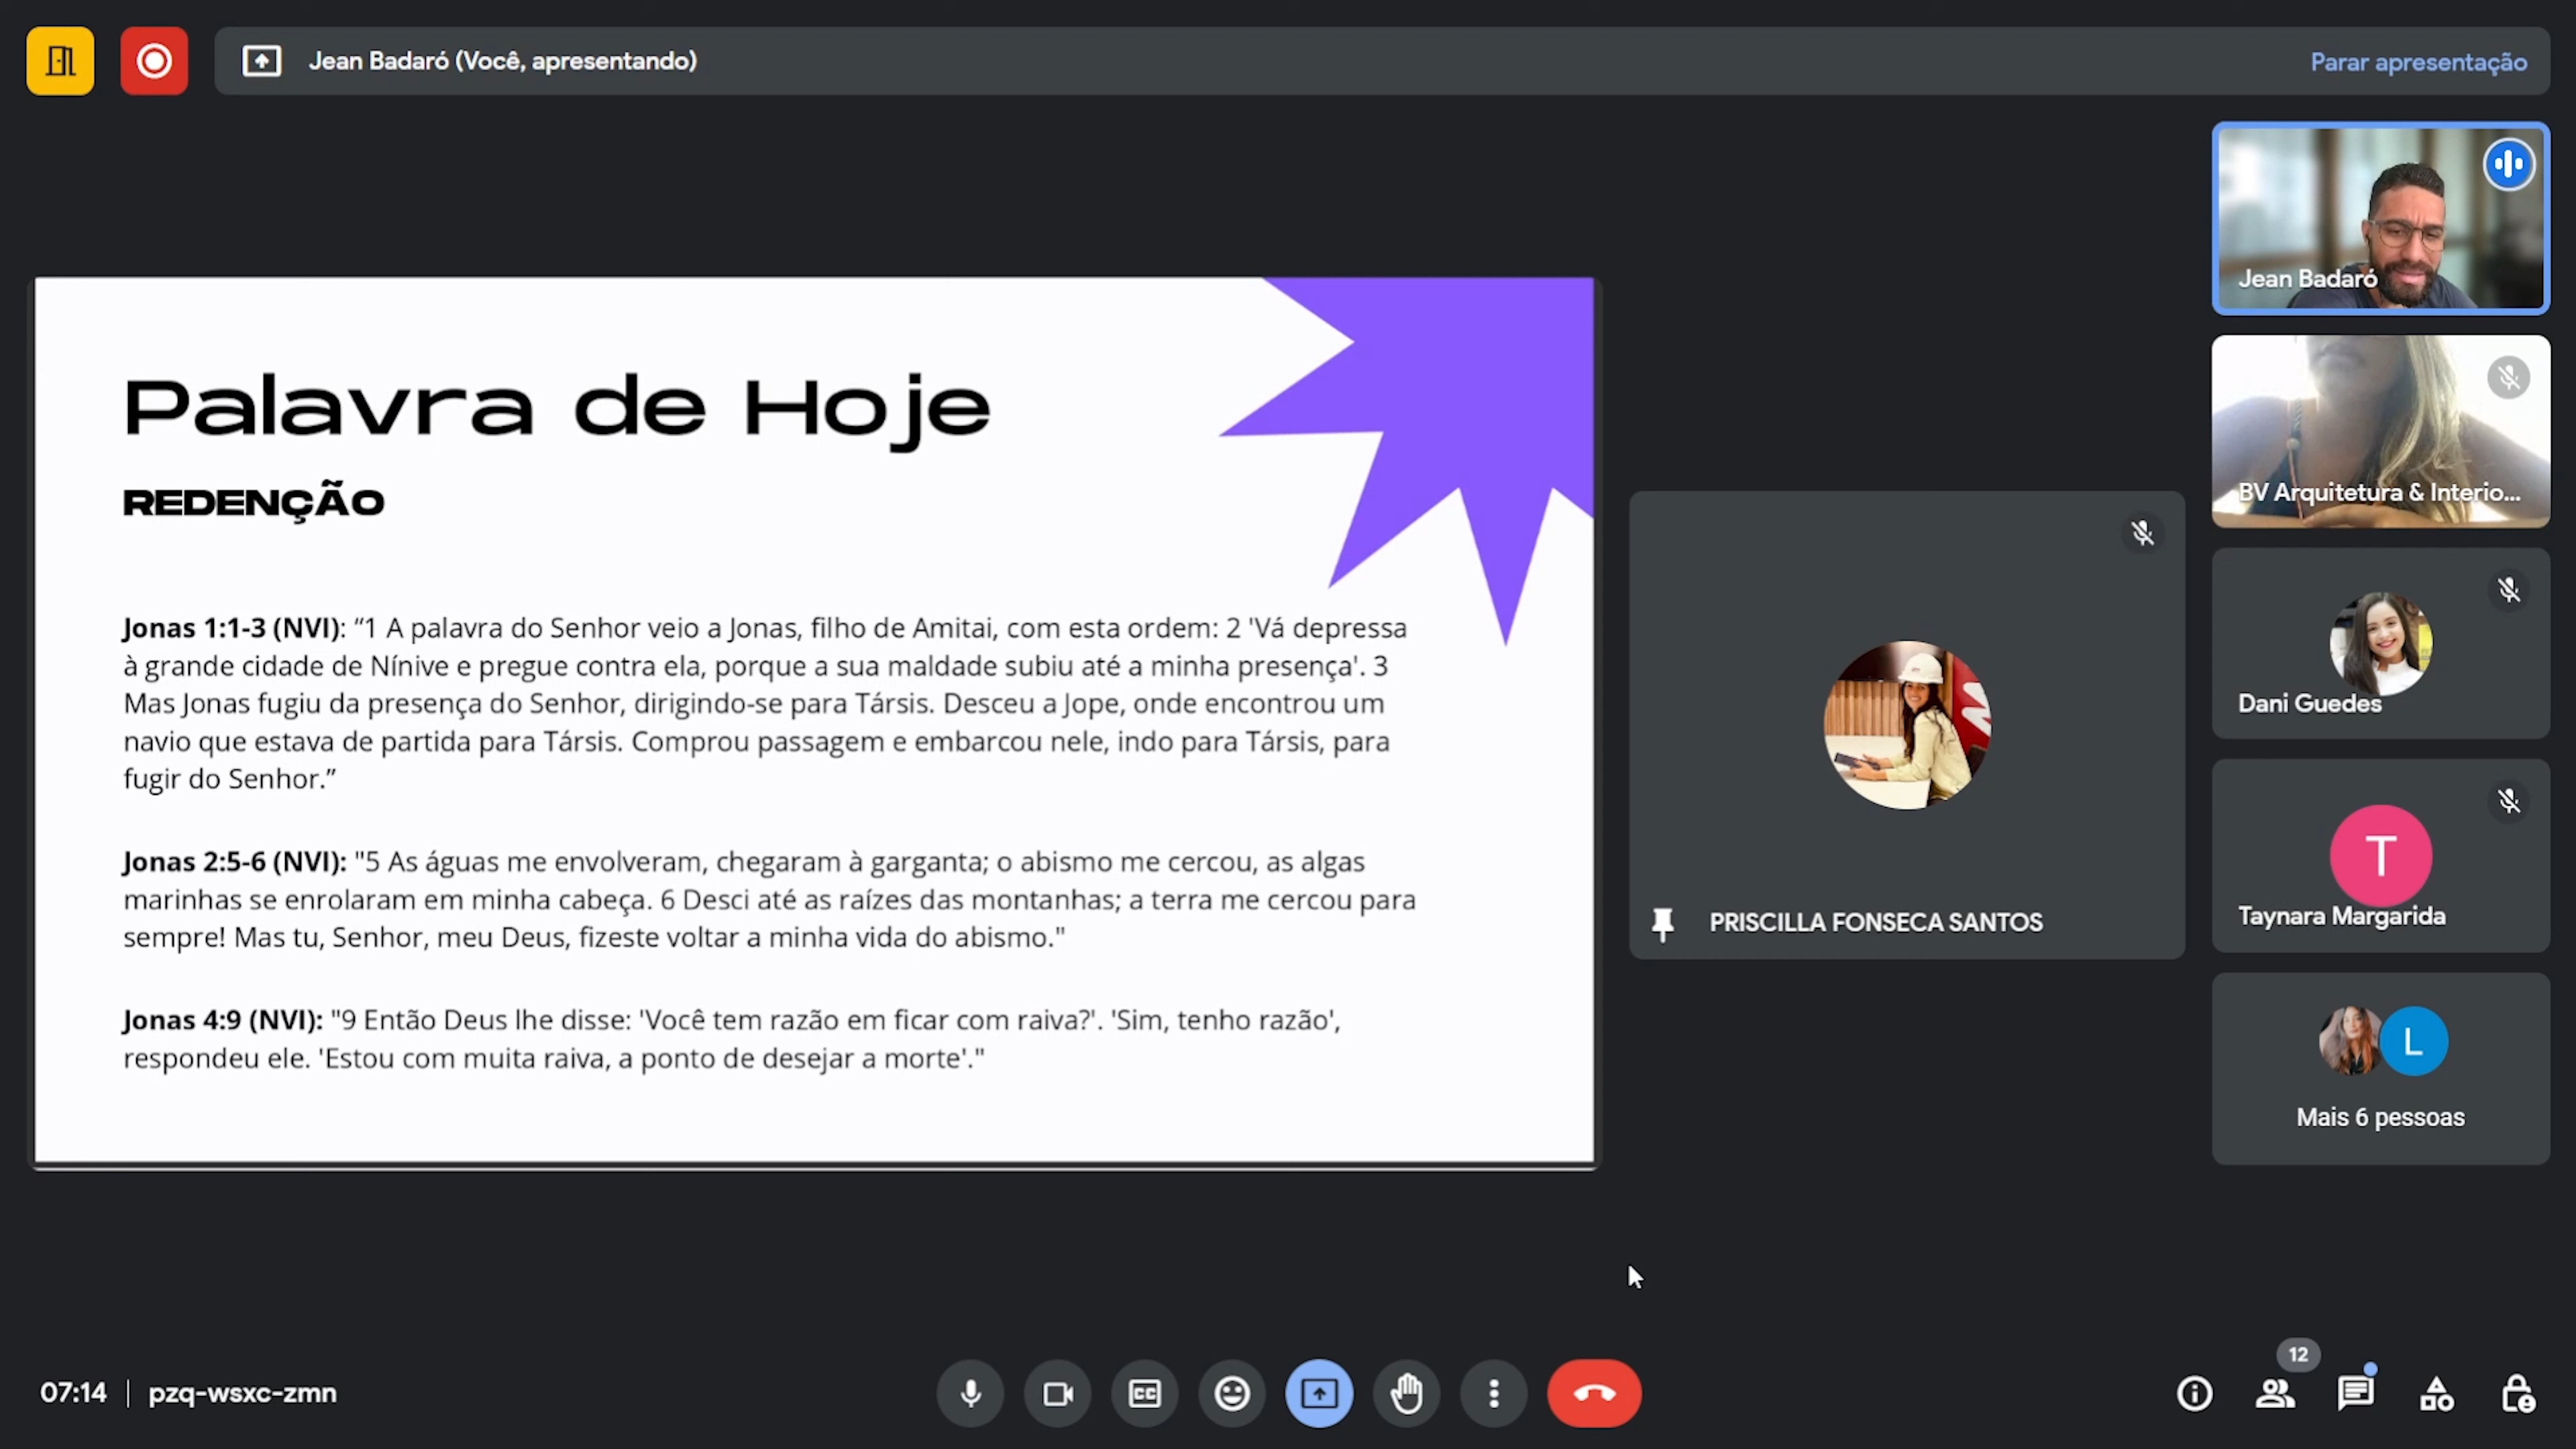 Jean Badaró (Você, apresentando)
Parar apresentação
Palavra de Hoje
REDENÇÃO
Jonas 1:1-3 (NVI): “1 A palavra do Senhor veio a Jonas, filho de Amitai, com esta ordem: 2 'Vá depressa
à grande cidade de Nínive e pregue contra ela, porque a sua maldade subiu até a minha presença'. 3
Mas Jonas fugiu da presença do Senhor, dirigindo-se para Társis. Desceu a Jope, onde encontrou um
navio que estava de partida para Társis. Comprou passagem e embarcou nele, indo para Társis, para
fugir do Senhor.”
Jonas 2:5-6 (NVI): "5 As águas me envolveram, chegaram à garganta; o abismo me cercou, as algas
marinhas se enrolaram em minha cabeça. 6 Desci até as raízes das montanhas; a terra me cercou para
sempre! Mas tu, Senhor, meu Deus, fizeste voltar a minha vida do abismo."
Jonas 4:9 (NVI): "9 Então Deus lhe disse: 'Você tem razão em ficar com raiva?'. 'Sim, tenho razão',
respondeu ele. 'Estou com muita raiva, a ponto de desejar a morte'."
PRISCILLA FONSECA SANTOS
Jean Badaró
BV Arquitetura & Interio...
Dani Guedes
T
Taynara Margarida
L
Mais 6 pessoas
07:14 | pzq-wsxc-zmn
CC
12